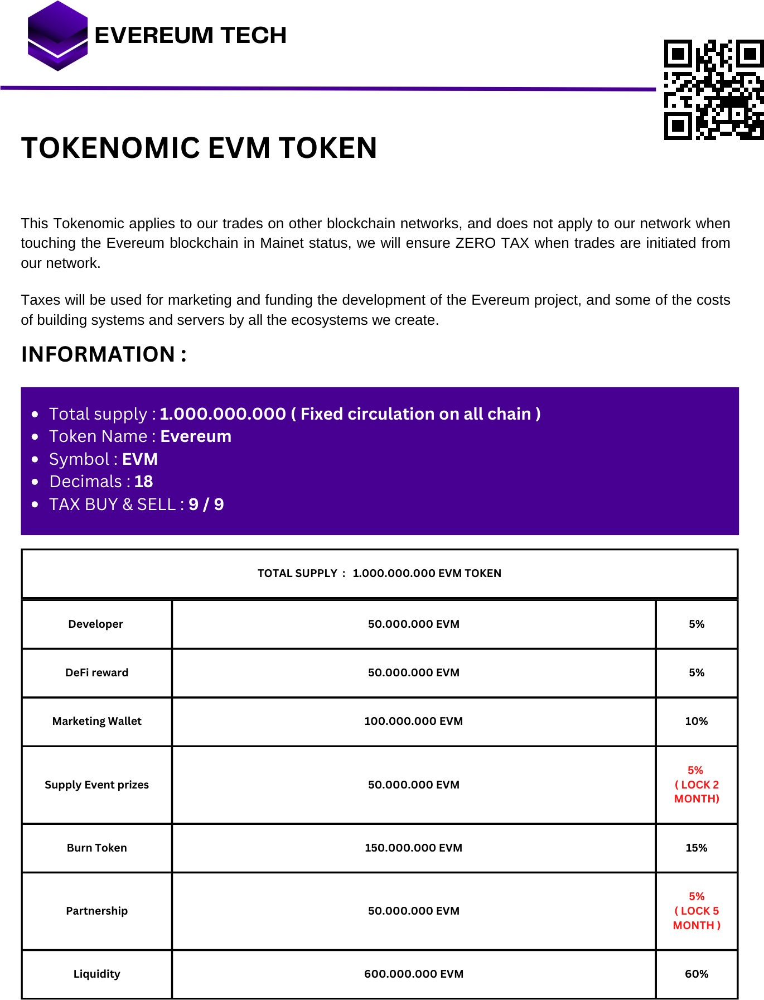 EVEREUM TECH
TOKENOMIC EVM TOKEN
This Tokenomic applies to our trades on other blockchain networks, and does not apply to our network when
touching the Evereum blockchain in Mainet status, we will ensure ZERO TAX when trades are initiated from
our network.
Taxes will be used for marketing and funding the development of the Evereum project, and some of the costs
of building systems and servers by all the ecosystems we create.
INFORMATION :
• Total supply : 1.000.000.000 ( Fixed circulation on all chain )
• Token Name : Evereum
• Symbol : EVM
• Decimals : 18
• TAX BUY & SELL : 9 / 9
TOTAL SUPPLY : 1.000.000.000 EVM TOKEN
Developer 50.000.000 EVM 5%
DeFi reward 50.000.000 EVM 5%
Marketing Wallet 100.000.000 EVM 10%
Supply Event prizes 50.000.000 EVM 5%
( LOCK 2
MONTH)
Burn Token 150.000.000 EVM 15%
Partnership 50.000.000 EVM 5%
( LOCK 5
MONTH )
Liquidity 600.000.000 EVM 60%